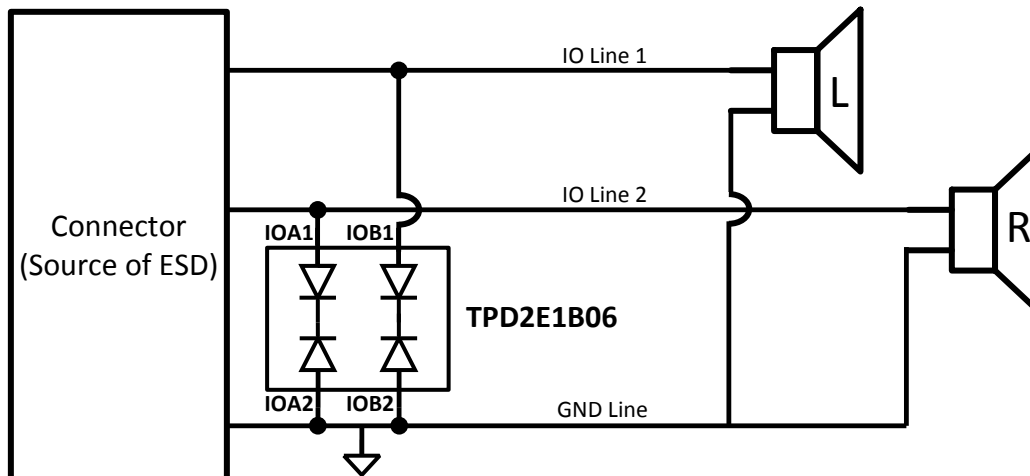 IO Line 1
L
IO Line 2
Connector
(Source of ESD)
IOA1 IOB1
R
TPD2E1B06
IOA2 IOB2
GND Line